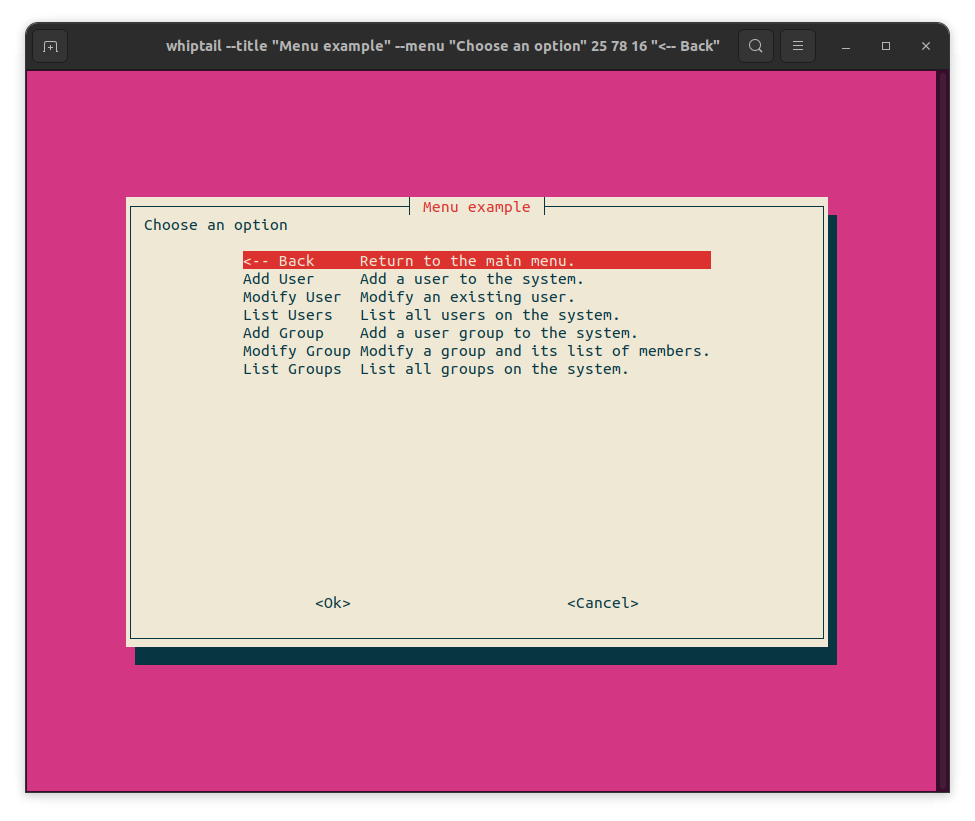 whiptail --title "Menu example" --menu "Choose an option" 25 78 16 "<-- Back"
Menu example
Choose an option
<-- Back Return to the main menu.
Add User Add a user to the system.
Modify User Modify an existing user.
List Users List all users on the system.
Add Group Add a user group to the system.
Modify Group Modify a group and its list of members.
List Groups List all groups on the system.
<Ok> <Cancel>